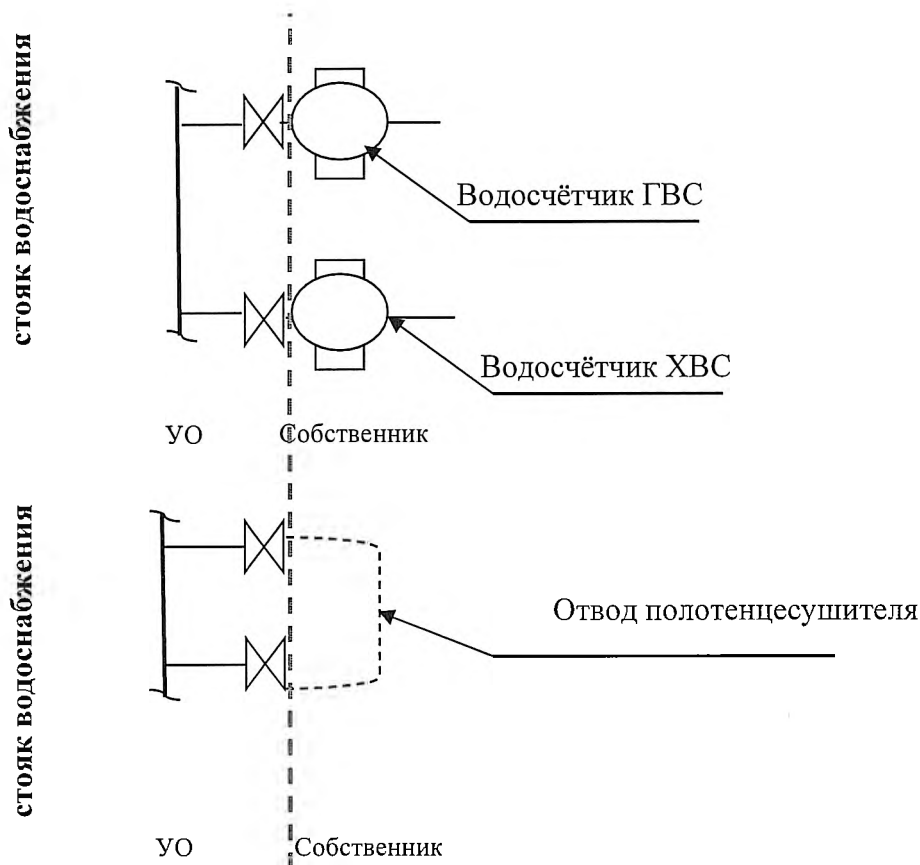 стояк водоснабжения
Водосчётчик ГВС
Водосчётчик ХВС
УО Собственник
стояк водоснабжения
Отвод полотенцесушителя
УО Собственник